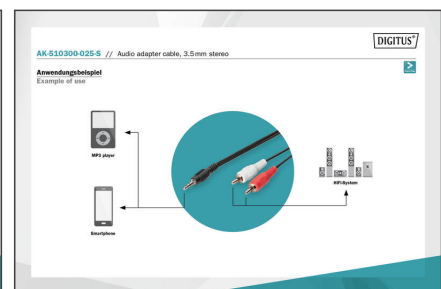 DIGITUS®
AK-510300-025-S // Audio adapter cable, 3.5mm stereo
Anwendungsbeispiel
Example of use
MP3 player
HiFi-System
Smartphone